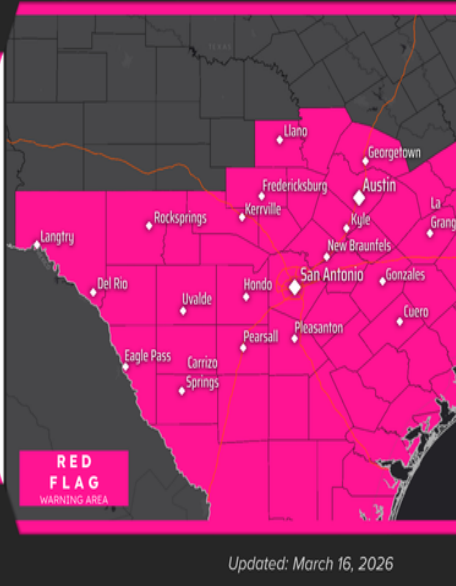 TEXAS
Llano
Georgetown
Fredericksburg
Austin
Kerrville
La
Grang
Rocksprings
Kyle
Langtry
New Braunfels
San Antonio
Del Rio
Hondo
Gonzales
Uvalde
Cuero
Pleasanton
Pearsall
Eagle Pass
Carrizo
Springs
RED
FLAG
WARNING AREA
Updated: March 16, 2026